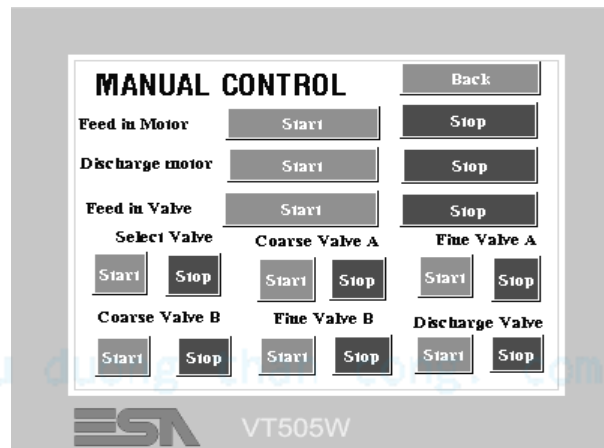 MANUAL CONTROL Back
Feed in Motor Start Stop
Discharge motor Start Stop
Feed in Valve Start Stop
Select Valve Coarse Valve A Fine Valve A
Start Stop Start Stop Start Stop
Coarse Valve B Fine Valve B Discharge Valve
Start Stop Start Stop Start Stop
ESA VT505W